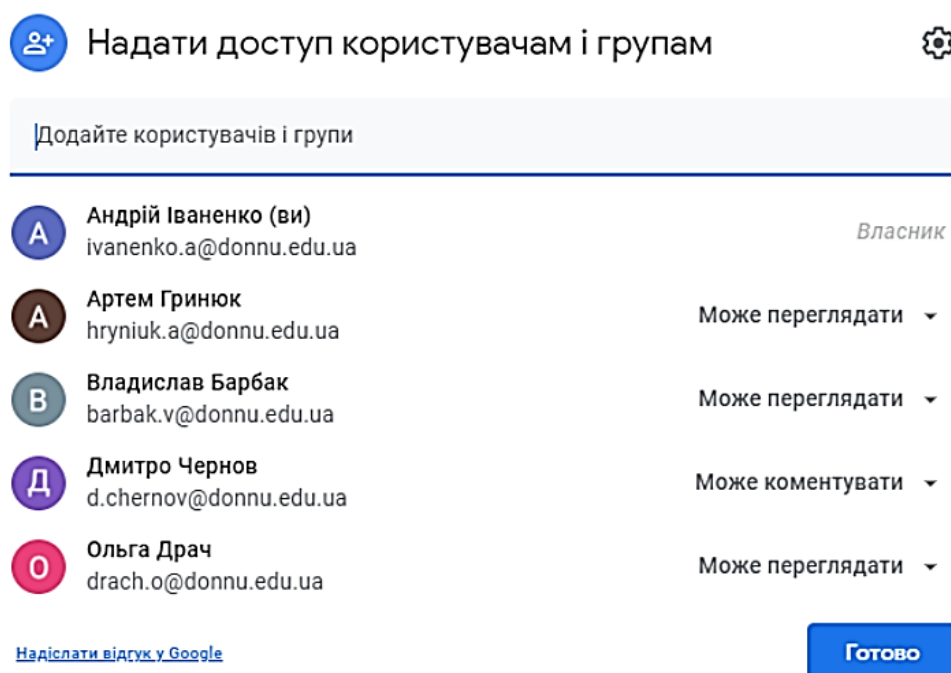 Надати доступ користувачам і групам
Додайте користувачів і групи
А
Андрій Іваненко (ви)
ivanenko.a@donnu.edu.ua
Власник
А
Артем Гринюк
hryniuk.a@donnu.edu.ua
Може переглядати
В
Владислав Барбак
barbak.v@donnu.edu.ua
Може переглядати
Д
Дмитро Чернов
d.chernov@donnu.edu.ua
Може коментувати
О
Ольга Драч
drach.o@donnu.edu.ua
Може переглядати
Надіслати відгук у Google
Готово